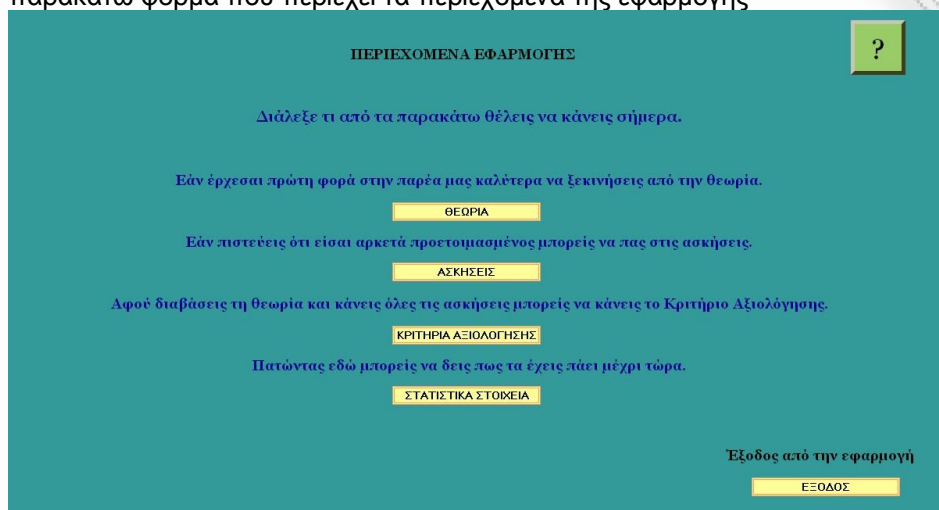 παρακάτω φόρμα που περιέχει τα περιεχόμενα της εφαρμογής
ΠΕΡΙΕΧΟΜΕΝΑ ΕΦΑΡΜΟΓΗΣ
?
Διάλεξε τι από τα παρακάτω θέλεις να κάνεις σήμερα.
Εάν έρχεσαι πρώτη φορά στην παρέα μας καλύτερα να ξεκινήσεις από την θεωρία.
ΘΕΩΡΙΑ
Εάν πιστεύεις ότι είσαι αρκετά προετοιμασμένος μπορείς να πας στις ασκήσεις.
ΑΣΚΗΣΕΙΣ
Αφού διαβάσεις τη θεωρία και κάνεις όλες τις ασκήσεις μπορείς να κάνεις το Κριτήριο Αξιολόγησης.
ΚΡΙΤΗΡΙΑ ΑΞΙΟΛΟΓΗΣΗΣ
Πατώντας εδώ μπορείς να δεις πως τα έχεις πάει μέχρι τώρα.
ΣΤΑΤΙΣΤΙΚΑ ΣΤΟΙΧΕΙΑ
Έξοδος από την εφαρμογή
ΕΞΟΔΟΣ